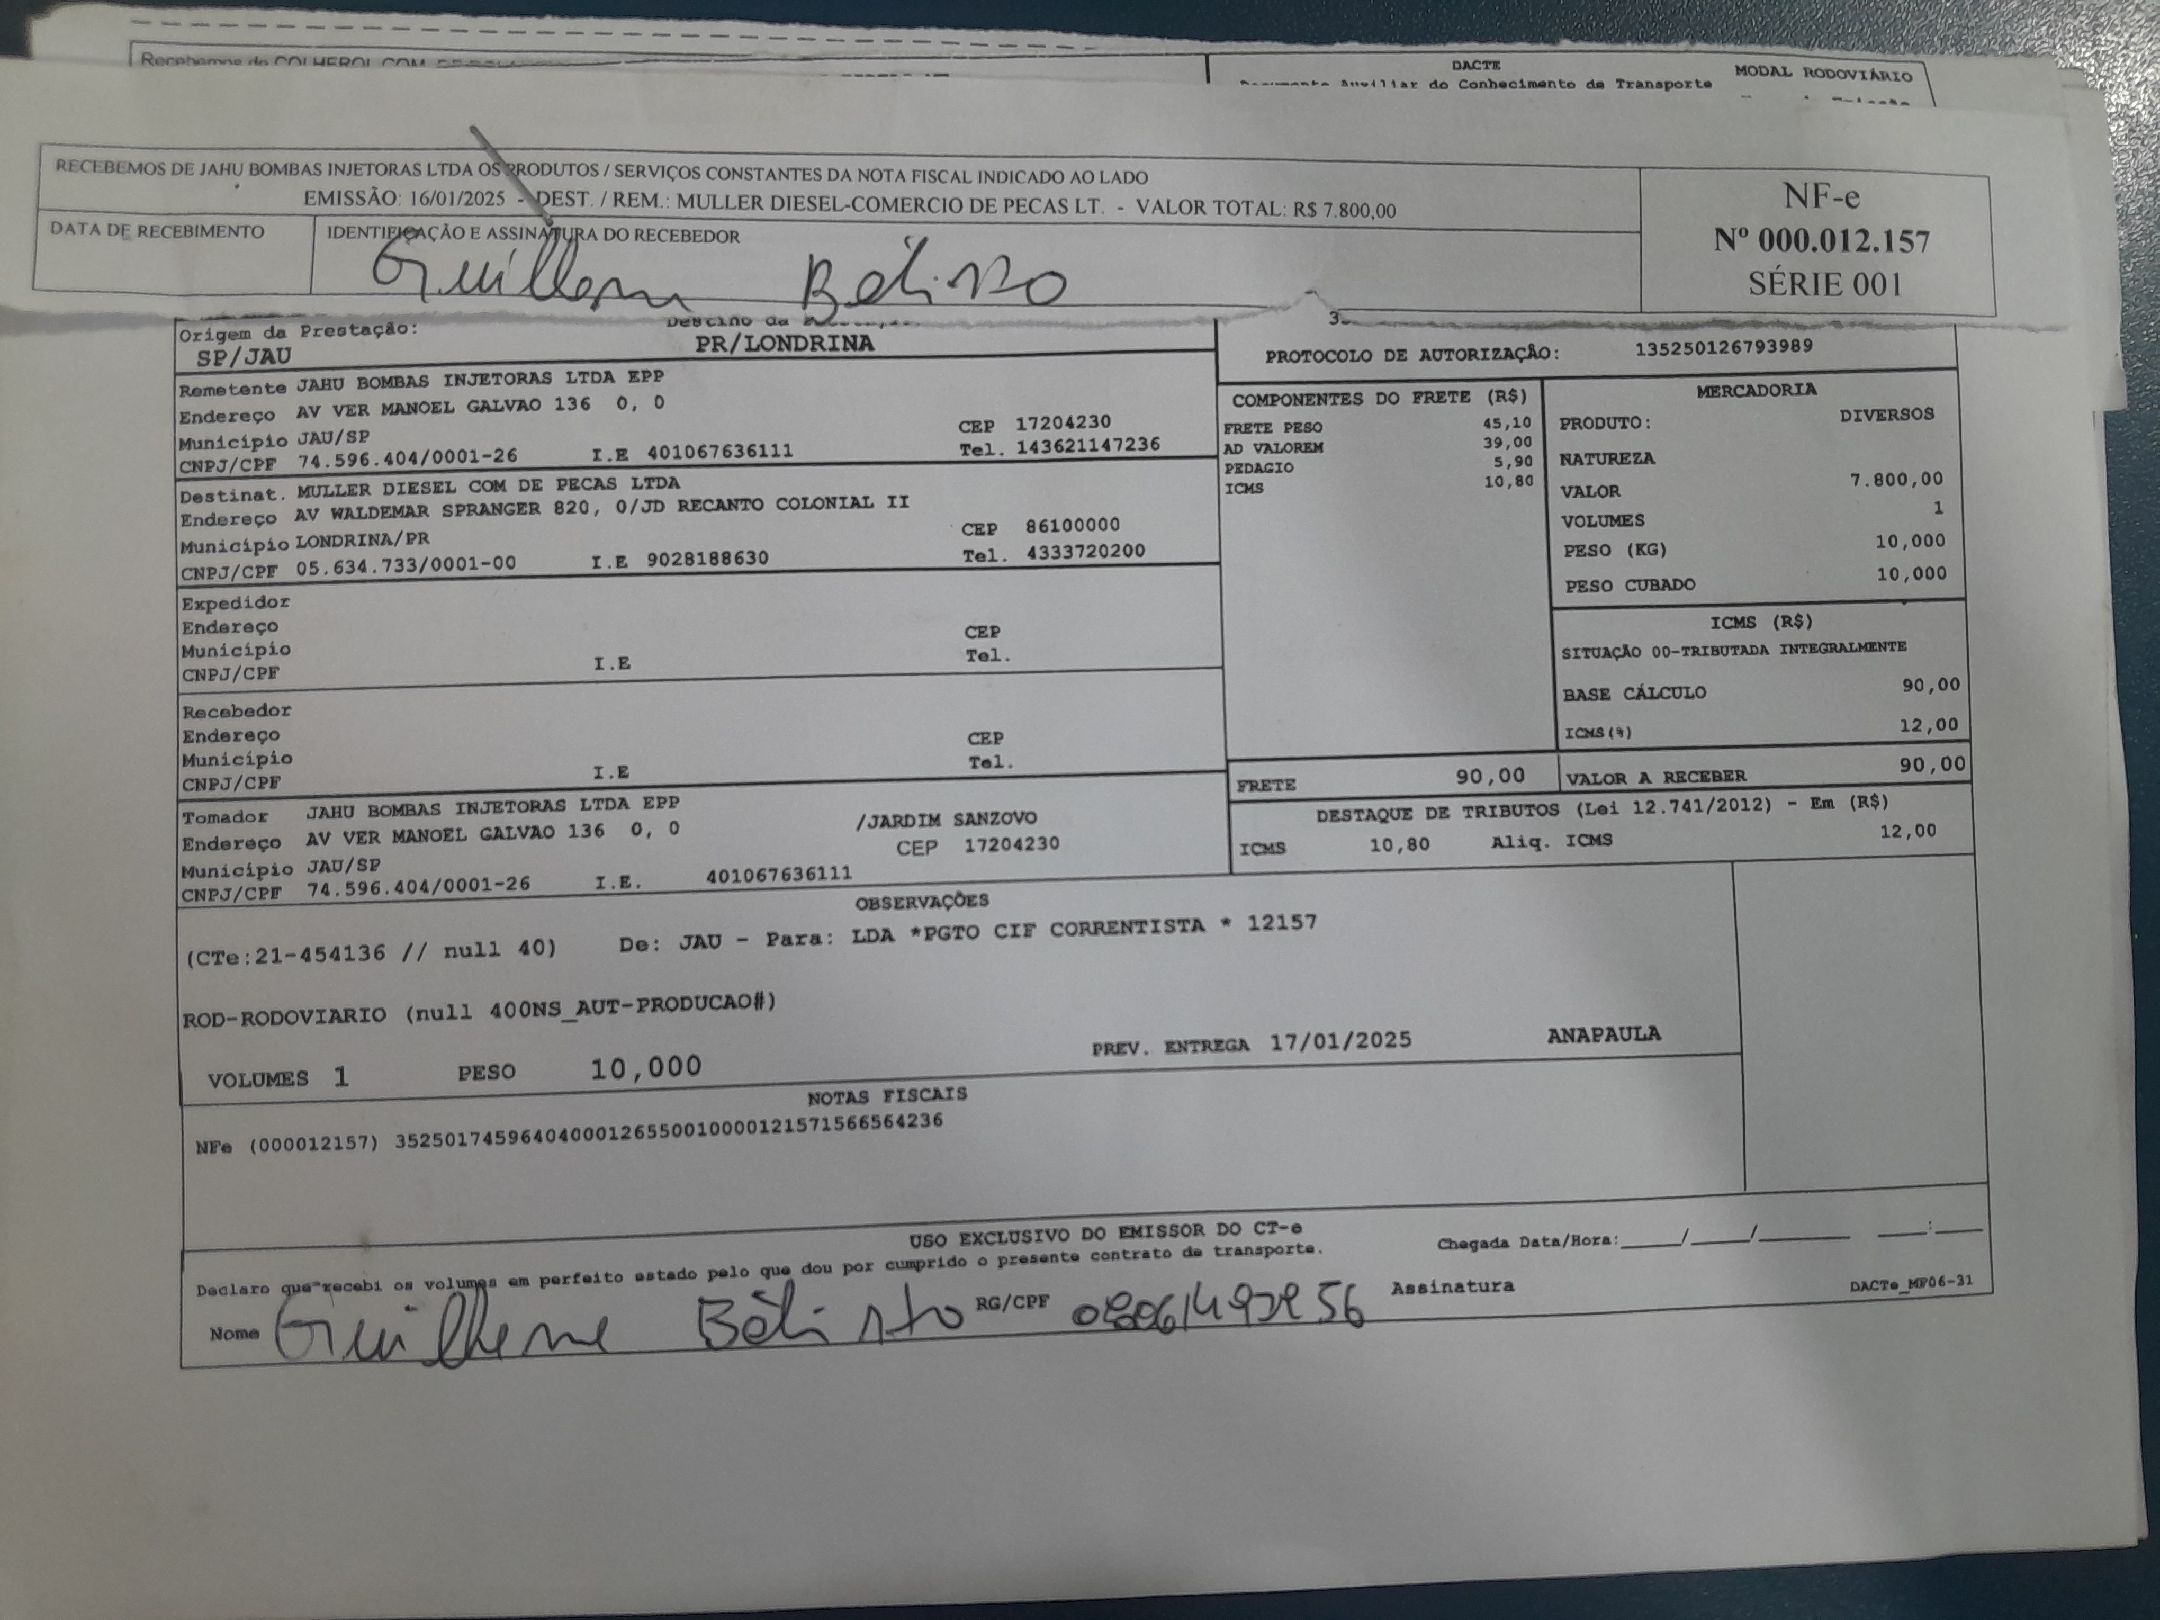 Recebemos de COLHEROL COM.
DACTE
Auxiliar do Conhecimento de Transporte
MODAL RODOVIÁRIO
RECEBEMOS DE JAHU BOMBAS INJETORAS LTDA OS PRODUTOS / SERVIÇOS CONSTANTES DA NOTA FISCAL INDICADO AO LADO
EMISSÃO: 16/01/2025 - DEST. / REM.: MULLER DIESEL-COMERCIO DE PECAS LT. - VALOR TOTAL: R$ 7.800,00
NF-e
Nº 000.012.157
SÉRIE 001
DATA DE RECEBIMENTO
IDENTIFICAÇÃO E ASSINATURA DO RECEBEDOR
Origem da Prestação:
SP/JAU
PR/LONDRINA
PROTOCOLO DE AUTORIZAÇÃO: 135250126793989
Remetente JAHU BOMBAS INJETORAS LTDA EPP
Endereço AV VER MANOEL GALVAO 136 0, 0
Município JAU/SP CEP 17204230
CNPJ/CPF 74.596.404/0001-26 I.E 401067636111 Tel. 143621147236
Destinat. MULLER DIESEL COM DE PECAS LTDA
Endereço AV WALDEMAR SPRANGER 820, 0/JD RECANTO COLONIAL II
Município LONDRINA/PR CEP 86100000
CNPJ/CPF 05.634.733/0001-00 I.E 9028188630 Tel. 4333720200
Expedidor
Endereço
Município CEP
CNPJ/CPF I.E Tel.
Recebedor
Endereço
Município CEP
CNPJ/CPF I.E Tel.
Tomador JAHU BOMBAS INJETORAS LTDA EPP
Endereço AV VER MANOEL GALVAO 136 0, 0 /JARDIM SANZOVO
Município JAU/SP CEP 17204230
CNPJ/CPF 74.596.404/0001-26 I.E. 401067636111
COMPONENTES DO FRETE (R$)
FRETE PESO 45,10
AD VALOREM 39,00
PEDAGIO 5,90
ICMS 10,80
MERCADORIA
PRODUTO: DIVERSOS
NATUREZA
VALOR 7.800,00
VOLUMES 1
PESO (KG) 10,000
PESO CUBADO 10,000
ICMS (R$)
SITUAÇÃO 00-TRIBUTADA INTEGRALMENTE
BASE CÁLCULO 90,00
ICMS(%) 12,00
FRETE 90,00 VALOR A RECEBER 90,00
DESTAQUE DE TRIBUTOS (Lei 12.741/2012) - Em (R$)
ICMS 10,80 Aliq. ICMS 12,00
OBSERVAÇÕES
(CTe:21-454136 // null 40) De: JAU - Para: LDA *PGTO CIF CORRENTISTA * 12157
ROD-RODOVIARIO (null 400NS_AUT-PRODUCAO#)
VOLUMES 1 PESO 10,000 PREV. ENTREGA 17/01/2025 ANAPAULA
NOTAS FISCAIS
NFe (000012157) 35250174596404000126550010000121571566564236
USO EXCLUSIVO DO EMISSOR DO CT-e
Declaro que recebi os volumes em perfeito estado pelo que dou por cumprido o presente contrato de transporte.
Chegada Data/Hora:_____/_____/________ ____:____
Nome Guilherme RG/CPF Assinatura
DACTe_MF06-31